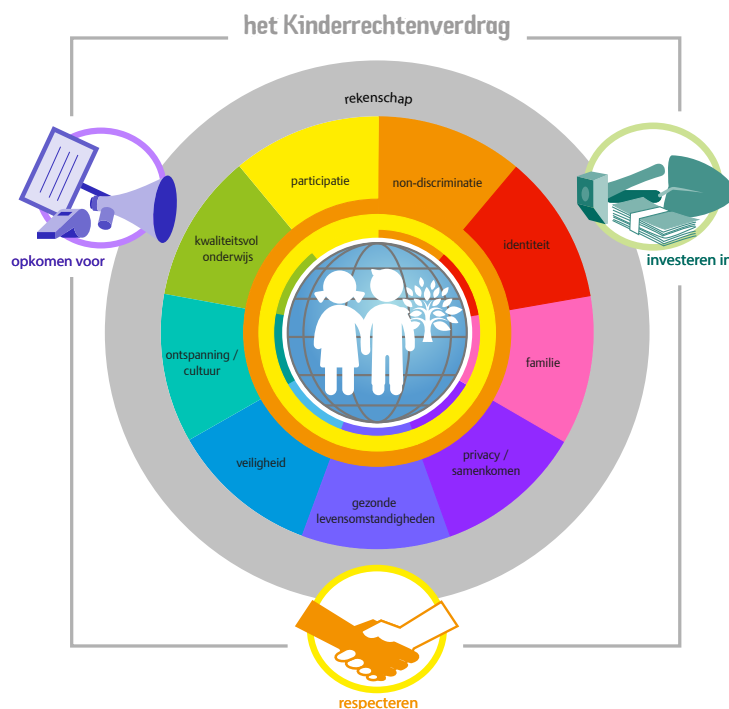 het Kinderrechtenverdrag
rekenschap
participatie
non-discriminatie
kwaliteitsvol
onderwijs
identiteit
opkomen voor
investeren in
ontspanning /
cultuur
familie
veiligheid
privacy /
samenkomen
gezonde
levensomstandigheden
respecteren